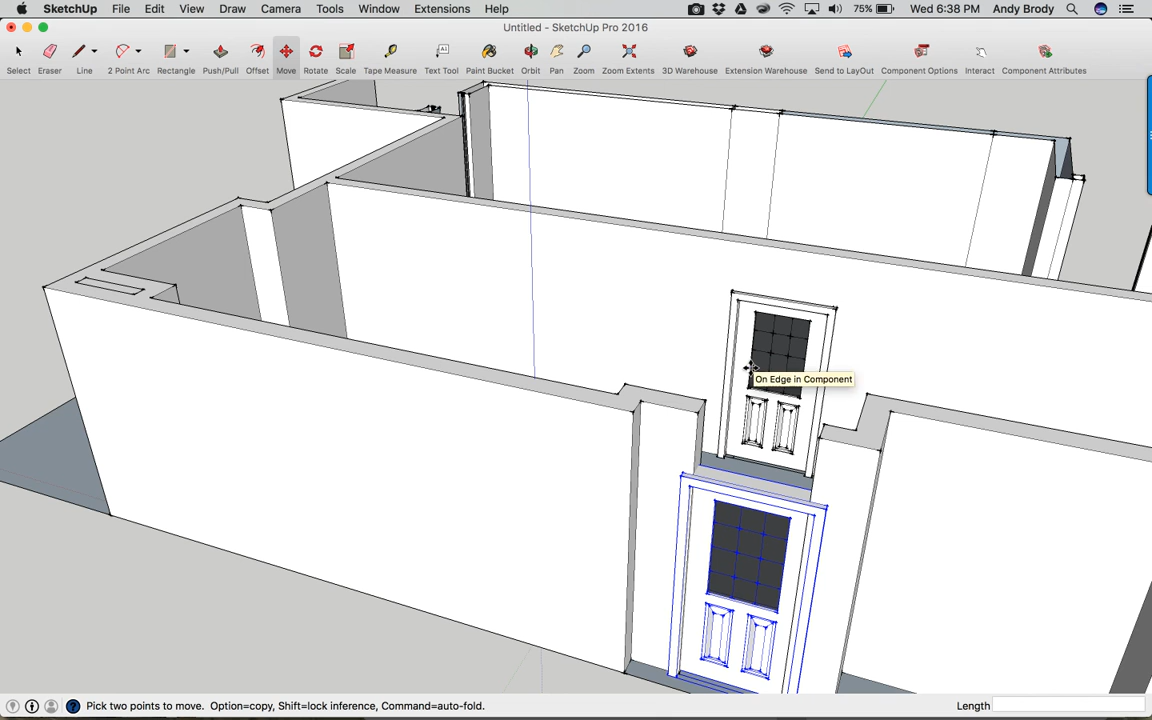 SketchUp File Edit View Draw Camera Tools Window Extensions Help 75% Wed 6:38 PM Andy Brody
Untitled - SketchUp Pro 2016
Select Eraser Line 2 Point Arc Rectangle Push/Pull Offset Move Rotate Scale Tape Measure Text Tool Paint Bucket Orbit Pan Zoom Zoom Extents 3D Warehouse Extension Warehouse Send to LayOut Component Options Interact Component Attributes
On Edge in Component
Pick two points to move. Option=copy, Shift=lock inference, Command=auto-fold. Length